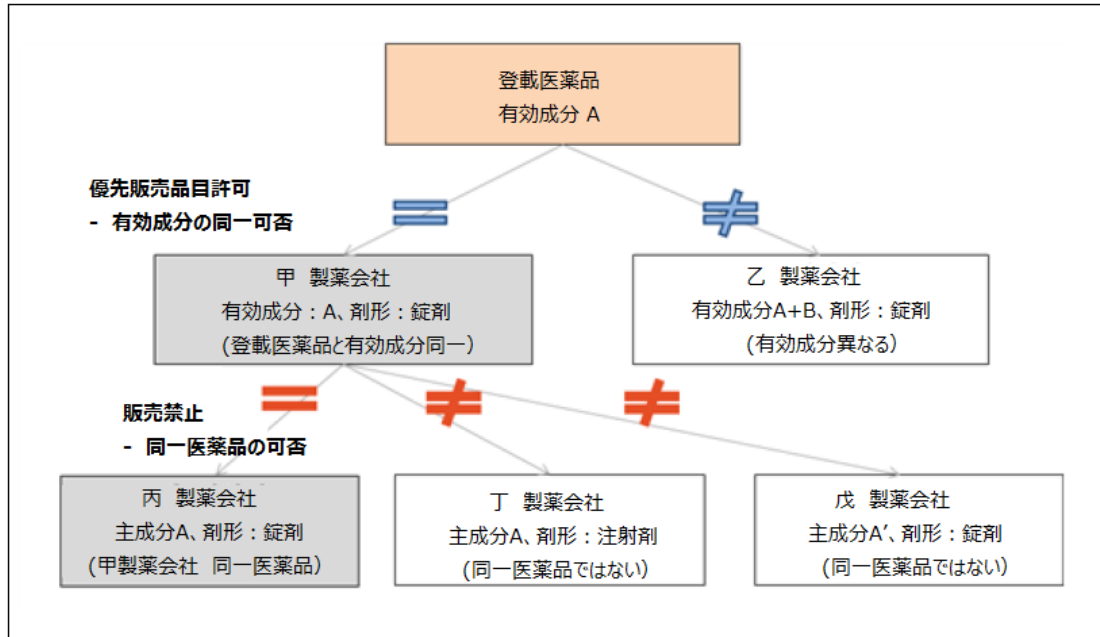 登載医薬品
有効成分 A
優先販売品目許可
- 有効成分の同一可否
=
≠
甲 製薬会社
有効成分：A、剤形：錠剤
(登載医薬品と有効成分同一)
乙 製薬会社
有効成分A+B、剤形：錠剤
(有効成分異なる)
販売禁止
- 同一医薬品の可否
=
≠
≠
丙 製薬会社
主成分A、剤形：錠剤
(甲製薬会社 同一医薬品)
丁 製薬会社
主成分A、剤形：注射剤
(同一医薬品ではない)
戊 製薬会社
主成分A′、剤形：錠剤
(同一医薬品ではない)